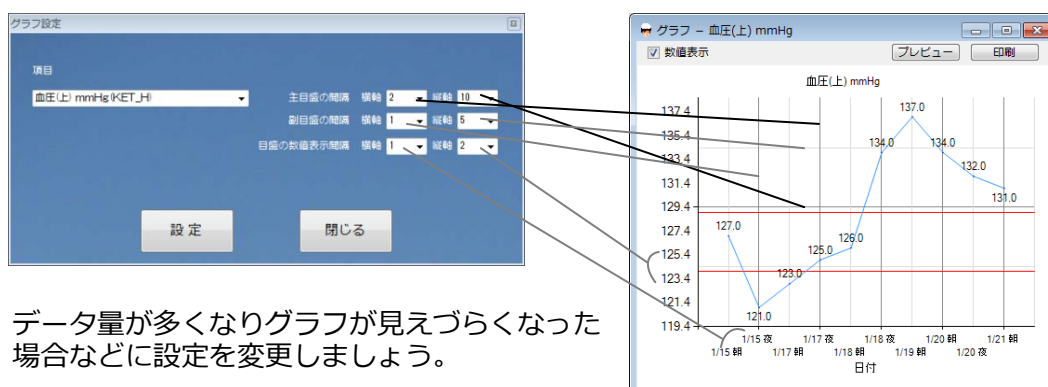 グラフ設定
項目
血圧(上) mmHg(KET_H)
主目盛の間隔 横軸 2 縦軸 10
副目盛の間隔 横軸 1 縦軸 5
目盛の数値表示間隔 横軸 1 縦軸 2
設定 閉じる
データ量が多くなりグラフが見えづらくなった
場合などに設定を変更しましょう。
グラフ - 血圧(上) mmHg
数値表示 プレビュー 印刷
血圧(上) mmHg
137.4
135.4
133.4
131.4
129.4
127.4
125.4
123.4
121.4
119.4
127.0
121.0
123.0
125.0
126.0
134.0
137.0
134.0
132.0
131.0
1/15 夜 1/17 夜 1/18 夜 1/20 朝 1/21 朝
1/15 朝 1/17 朝 1/18 朝 1/19 朝 1/20 夜
日付